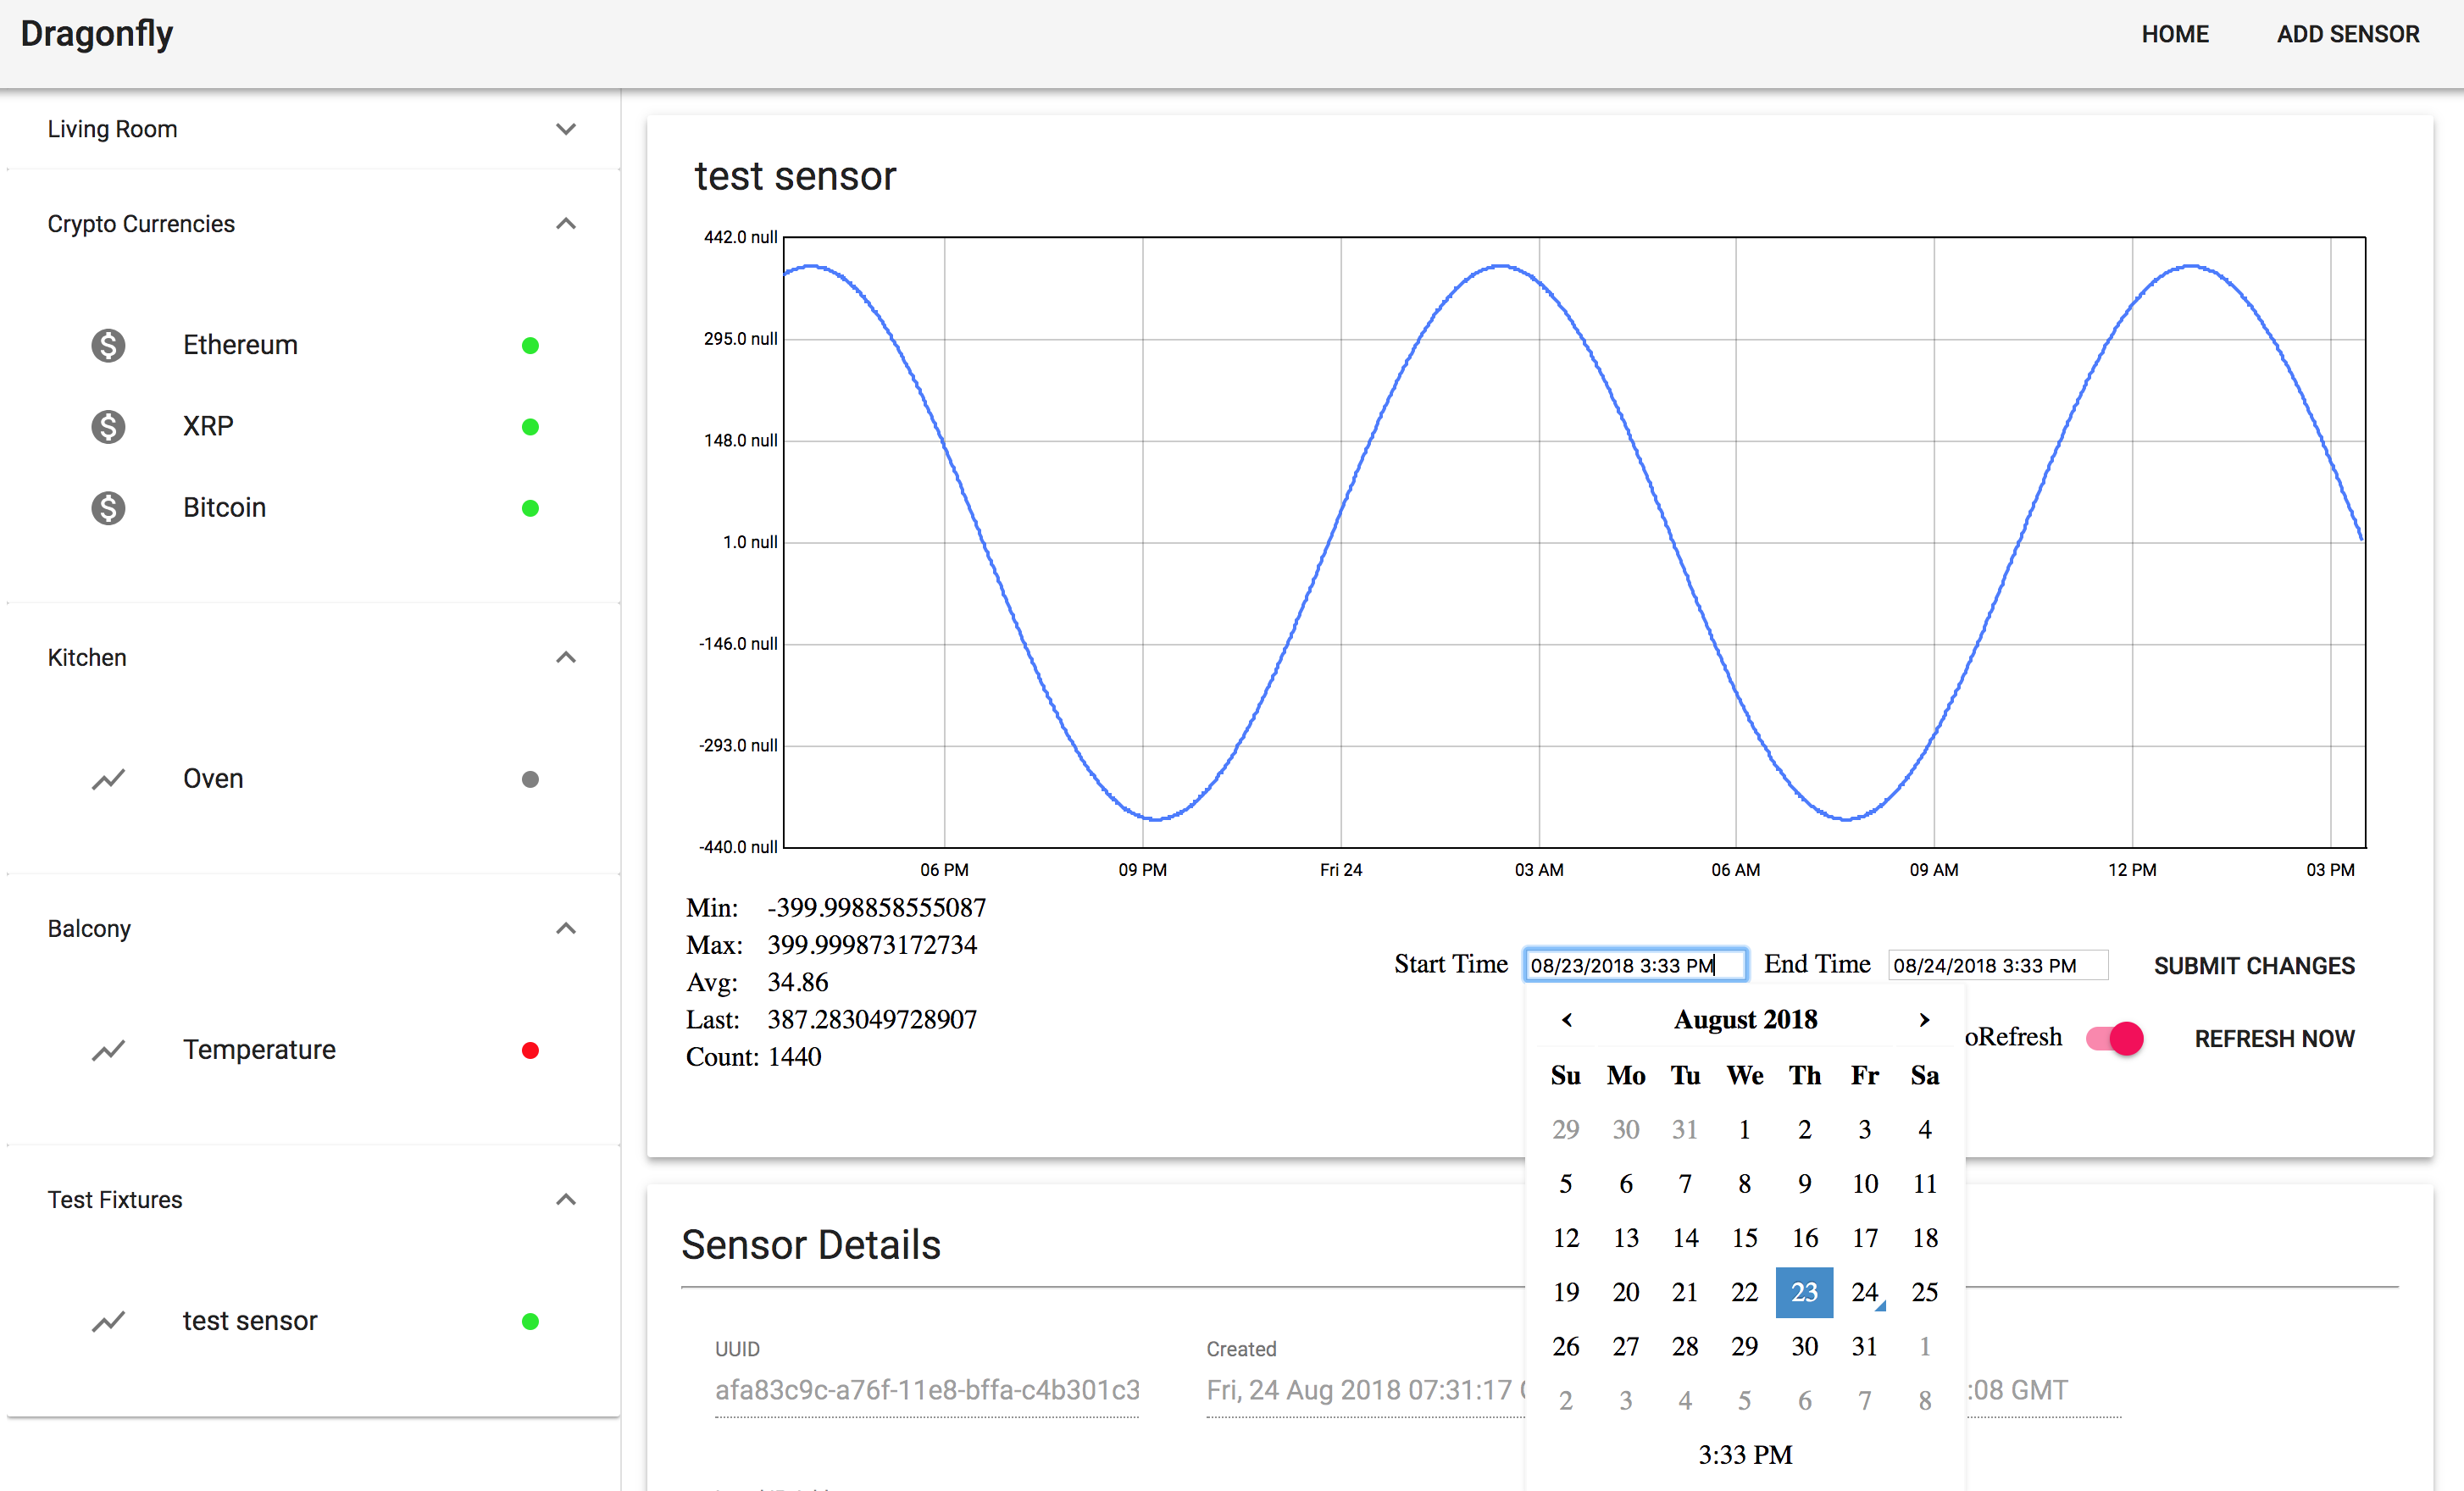 Dragonfly
HOME
ADD SENSOR
Living Room
Crypto Currencies
Ethereum
XRP
Bitcoin
Kitchen
Oven
Balcony
Temperature
Test Fixtures
test sensor
test sensor
442.0 null
295.0 null
148.0 null
1.0 null
-146.0 null
-293.0 null
-440.0 null
06 PM 09 PM Fri 24 03 AM 06 AM 09 AM 12 PM 03 PM
Min: -399.998858555087
Max: 399.999873172734
Avg: 34.86
Last: 387.283049728907
Count: 1440
Start Time 08/23/2018 3:33 PM End Time 08/24/2018 3:33 PM SUBMIT CHANGES
oRefresh REFRESH NOW
‹ August 2018 ›
Su Mo Tu We Th Fr Sa
29 30 31 1 2 3 4
5 6 7 8 9 10 11
12 13 14 15 16 17 18
19 20 21 22 23 24 25
26 27 28 29 30 31 1
2 3 4 5 6 7 8
3:33 PM
Sensor Details
UUID
afa83c9c-a76f-11e8-bffa-c4b301c3
Created
Fri, 24 Aug 2018 07:31:17
:08 GMT